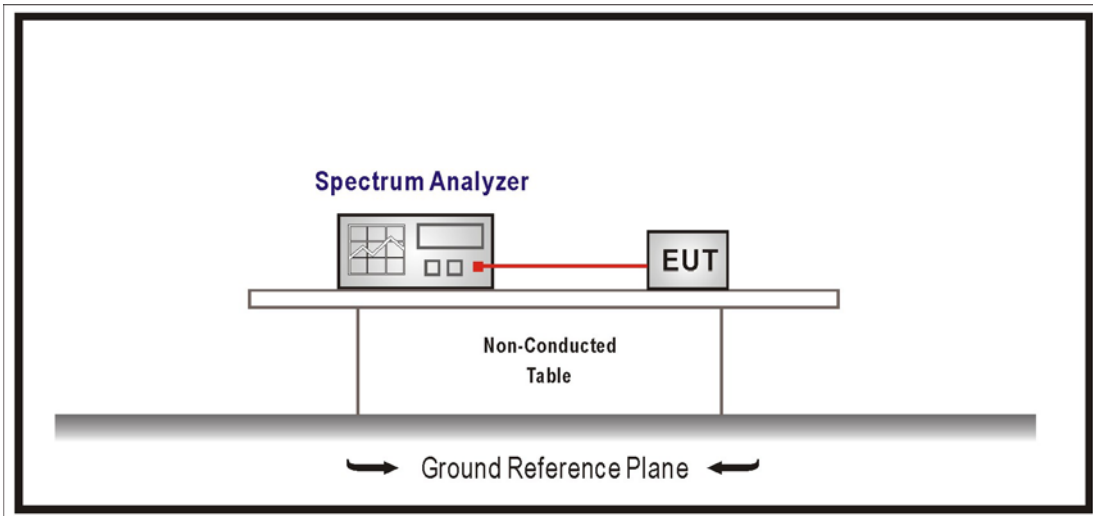 Spectrum Analyzer
EUT
Non-Conducted
Table
Ground Reference Plane